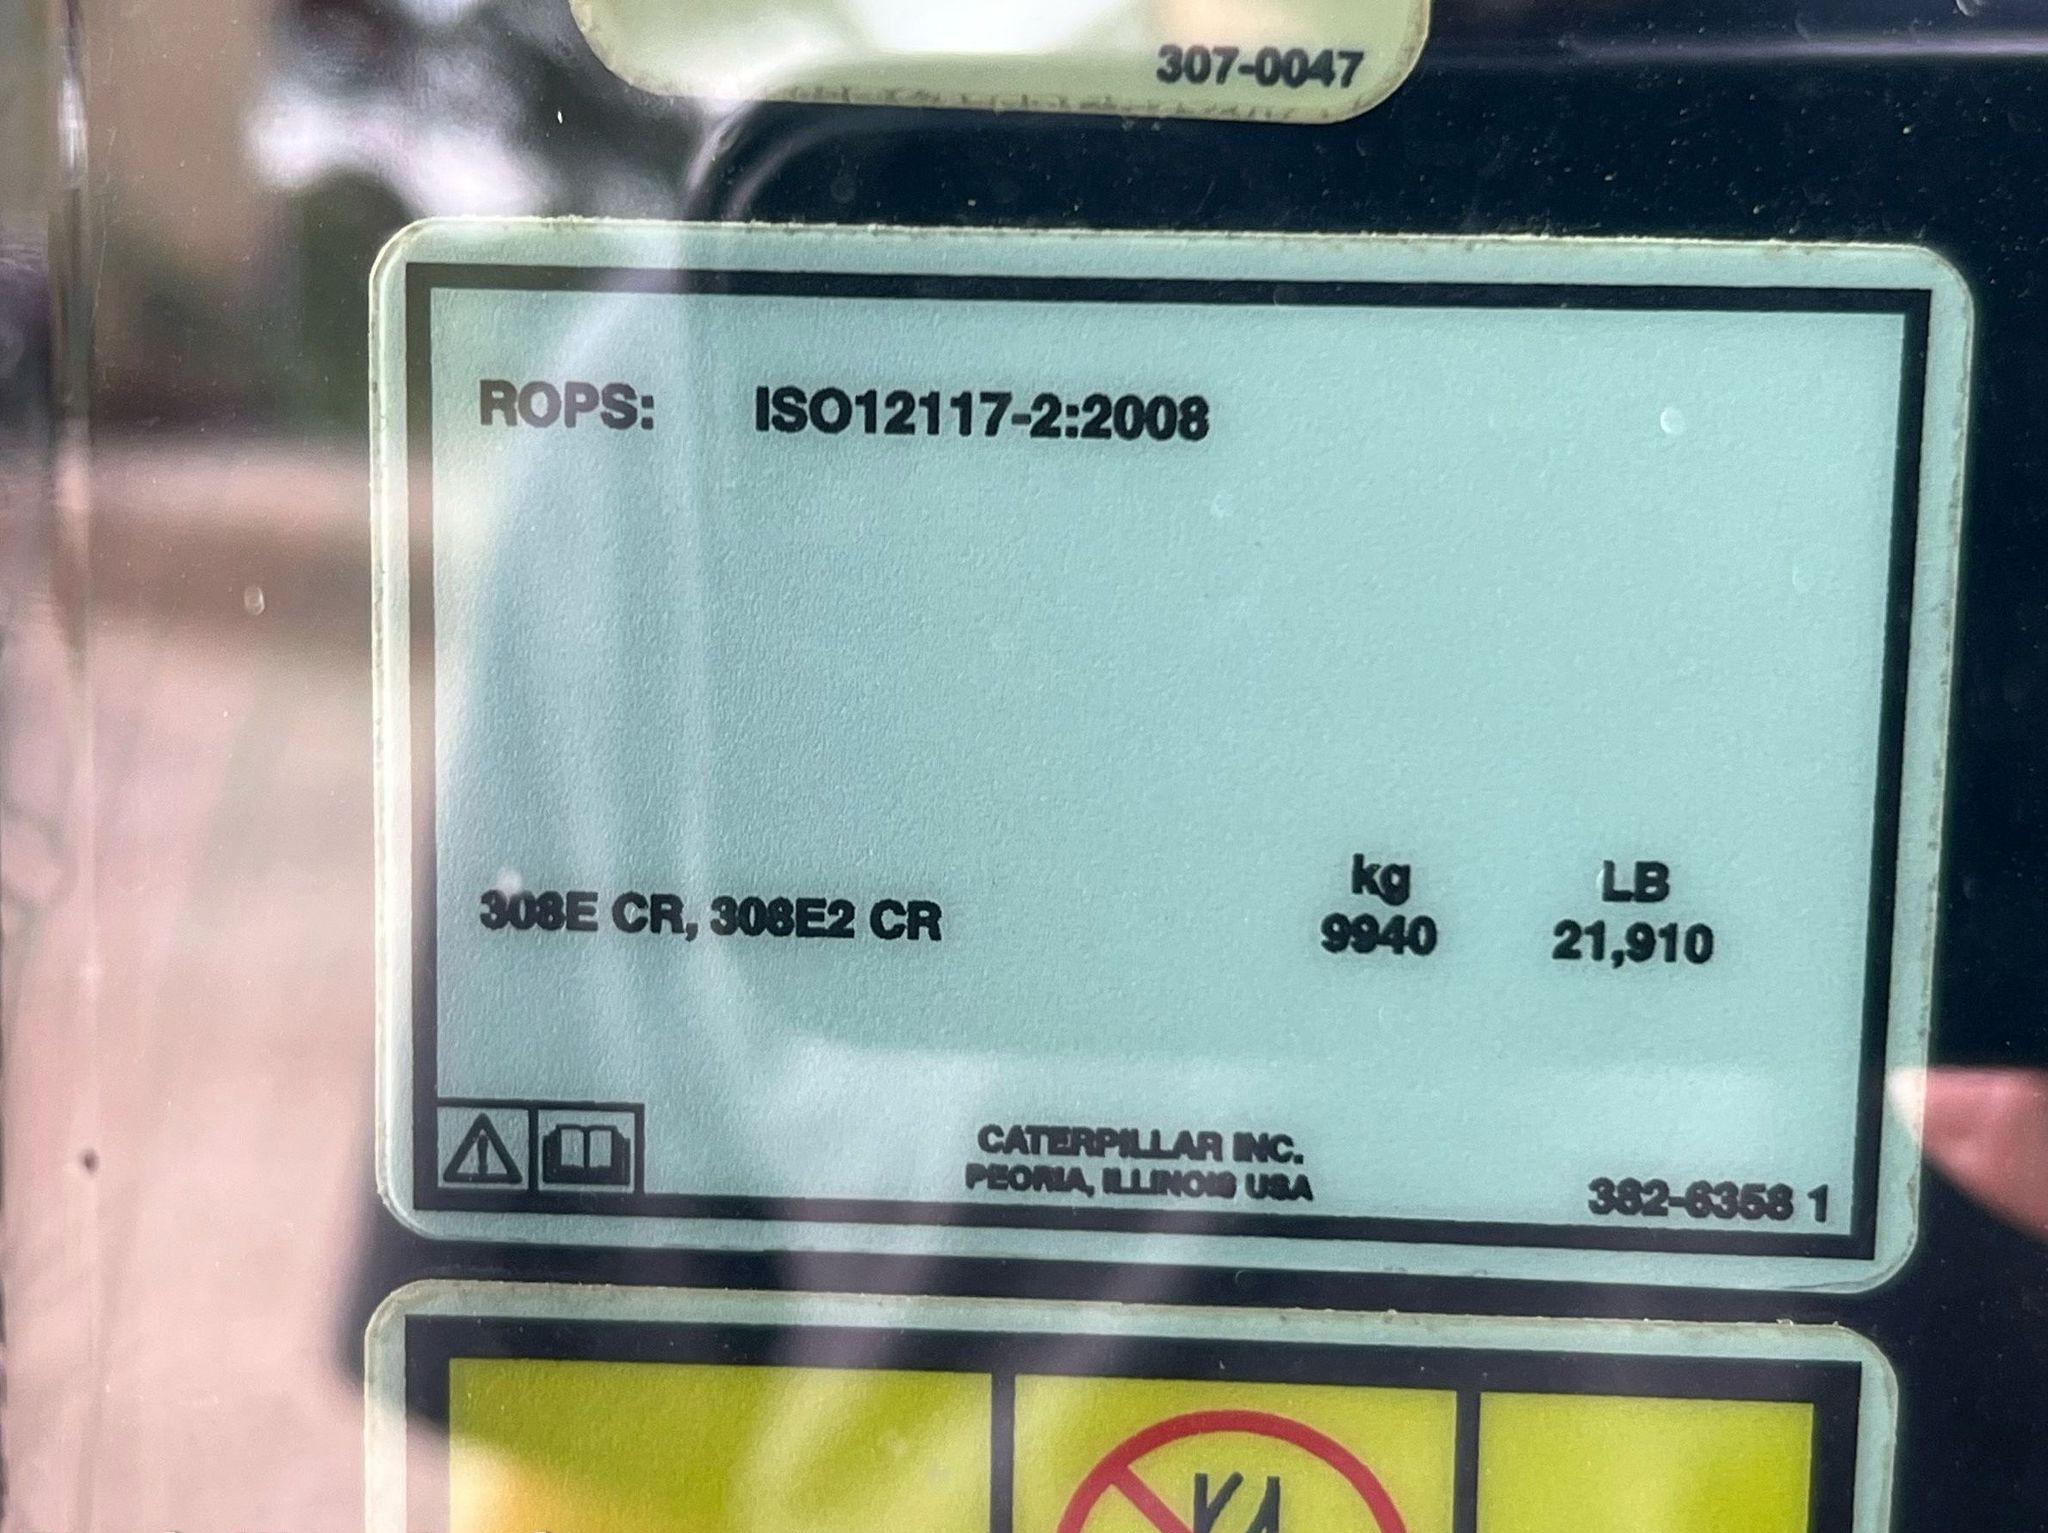 307-0047
ROPS: ISO12117-2:2008
kg LB
308E CR, 308E2 CR 9940 21,910
CATERPILLAR INC.
PEORIA, ILLINOIS USA
382-6358 1